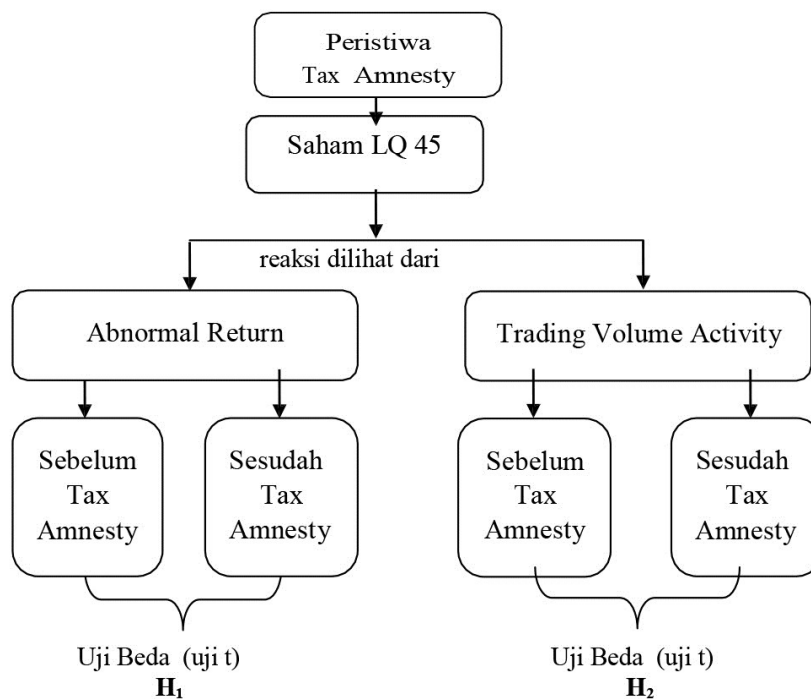 Peristiwa
Tax Amnesty
Saham LQ 45
reaksi dilihat dari
Abnormal Return
Trading Volume Activity
Sebelum
Tax
Amnesty
Sesudah
Tax
Amnesty
Sebelum
Tax
Amnesty
Sesudah
Tax
Amnesty
Uji Beda (uji t)
H₁
Uji Beda (uji t)
H₂